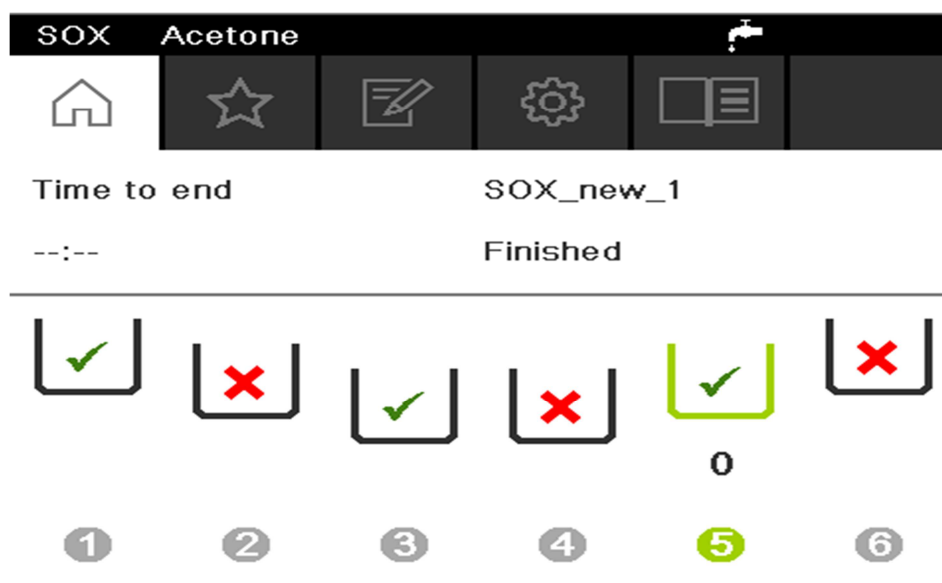 SOX Acetone
Time to end SOX_new_1
--:-- Finished
0
1 2 3 4 5 6